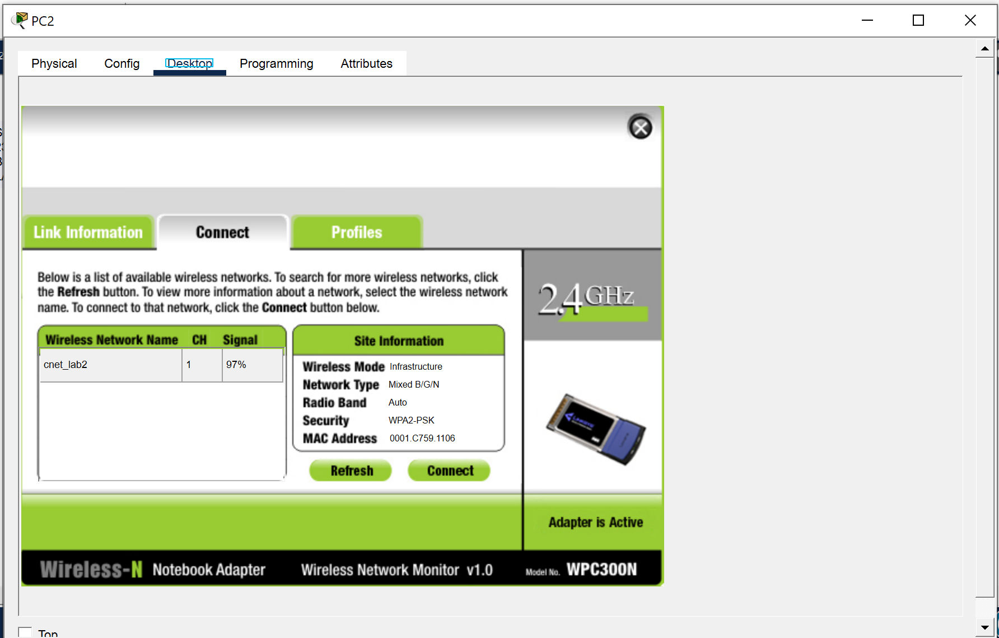 PC2
Physical Config Desktop Programming Attributes
Link Information Connect Profiles
Below is a list of available wireless networks. To search for more wireless networks, click
the Refresh button. To view more information about a network, select the wireless network
name. To connect to that network, click the Connect button below.
2.4GHz
Wireless Network Name CH Signal
cnet_lab2 1 97%
Site Information
Wireless Mode Infrastructure
Network Type Mixed B/G/N
Radio Band Auto
Security WPA2-PSK
MAC Address 0001.C759.1106
Refresh Connect
Adapter is Active
Wireless-N Notebook Adapter Wireless Network Monitor v1.0 Model No. WPC300N
Top